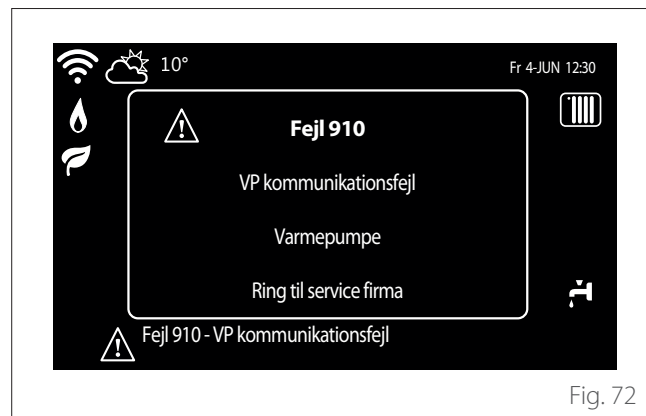 10°
Fr 4-JUN 12:30
Fejl 910
VP kommunikationsfejl
Varmepumpe
Ring til service firma
Fejl 910 - VP kommunikationsfejl
Fig. 72